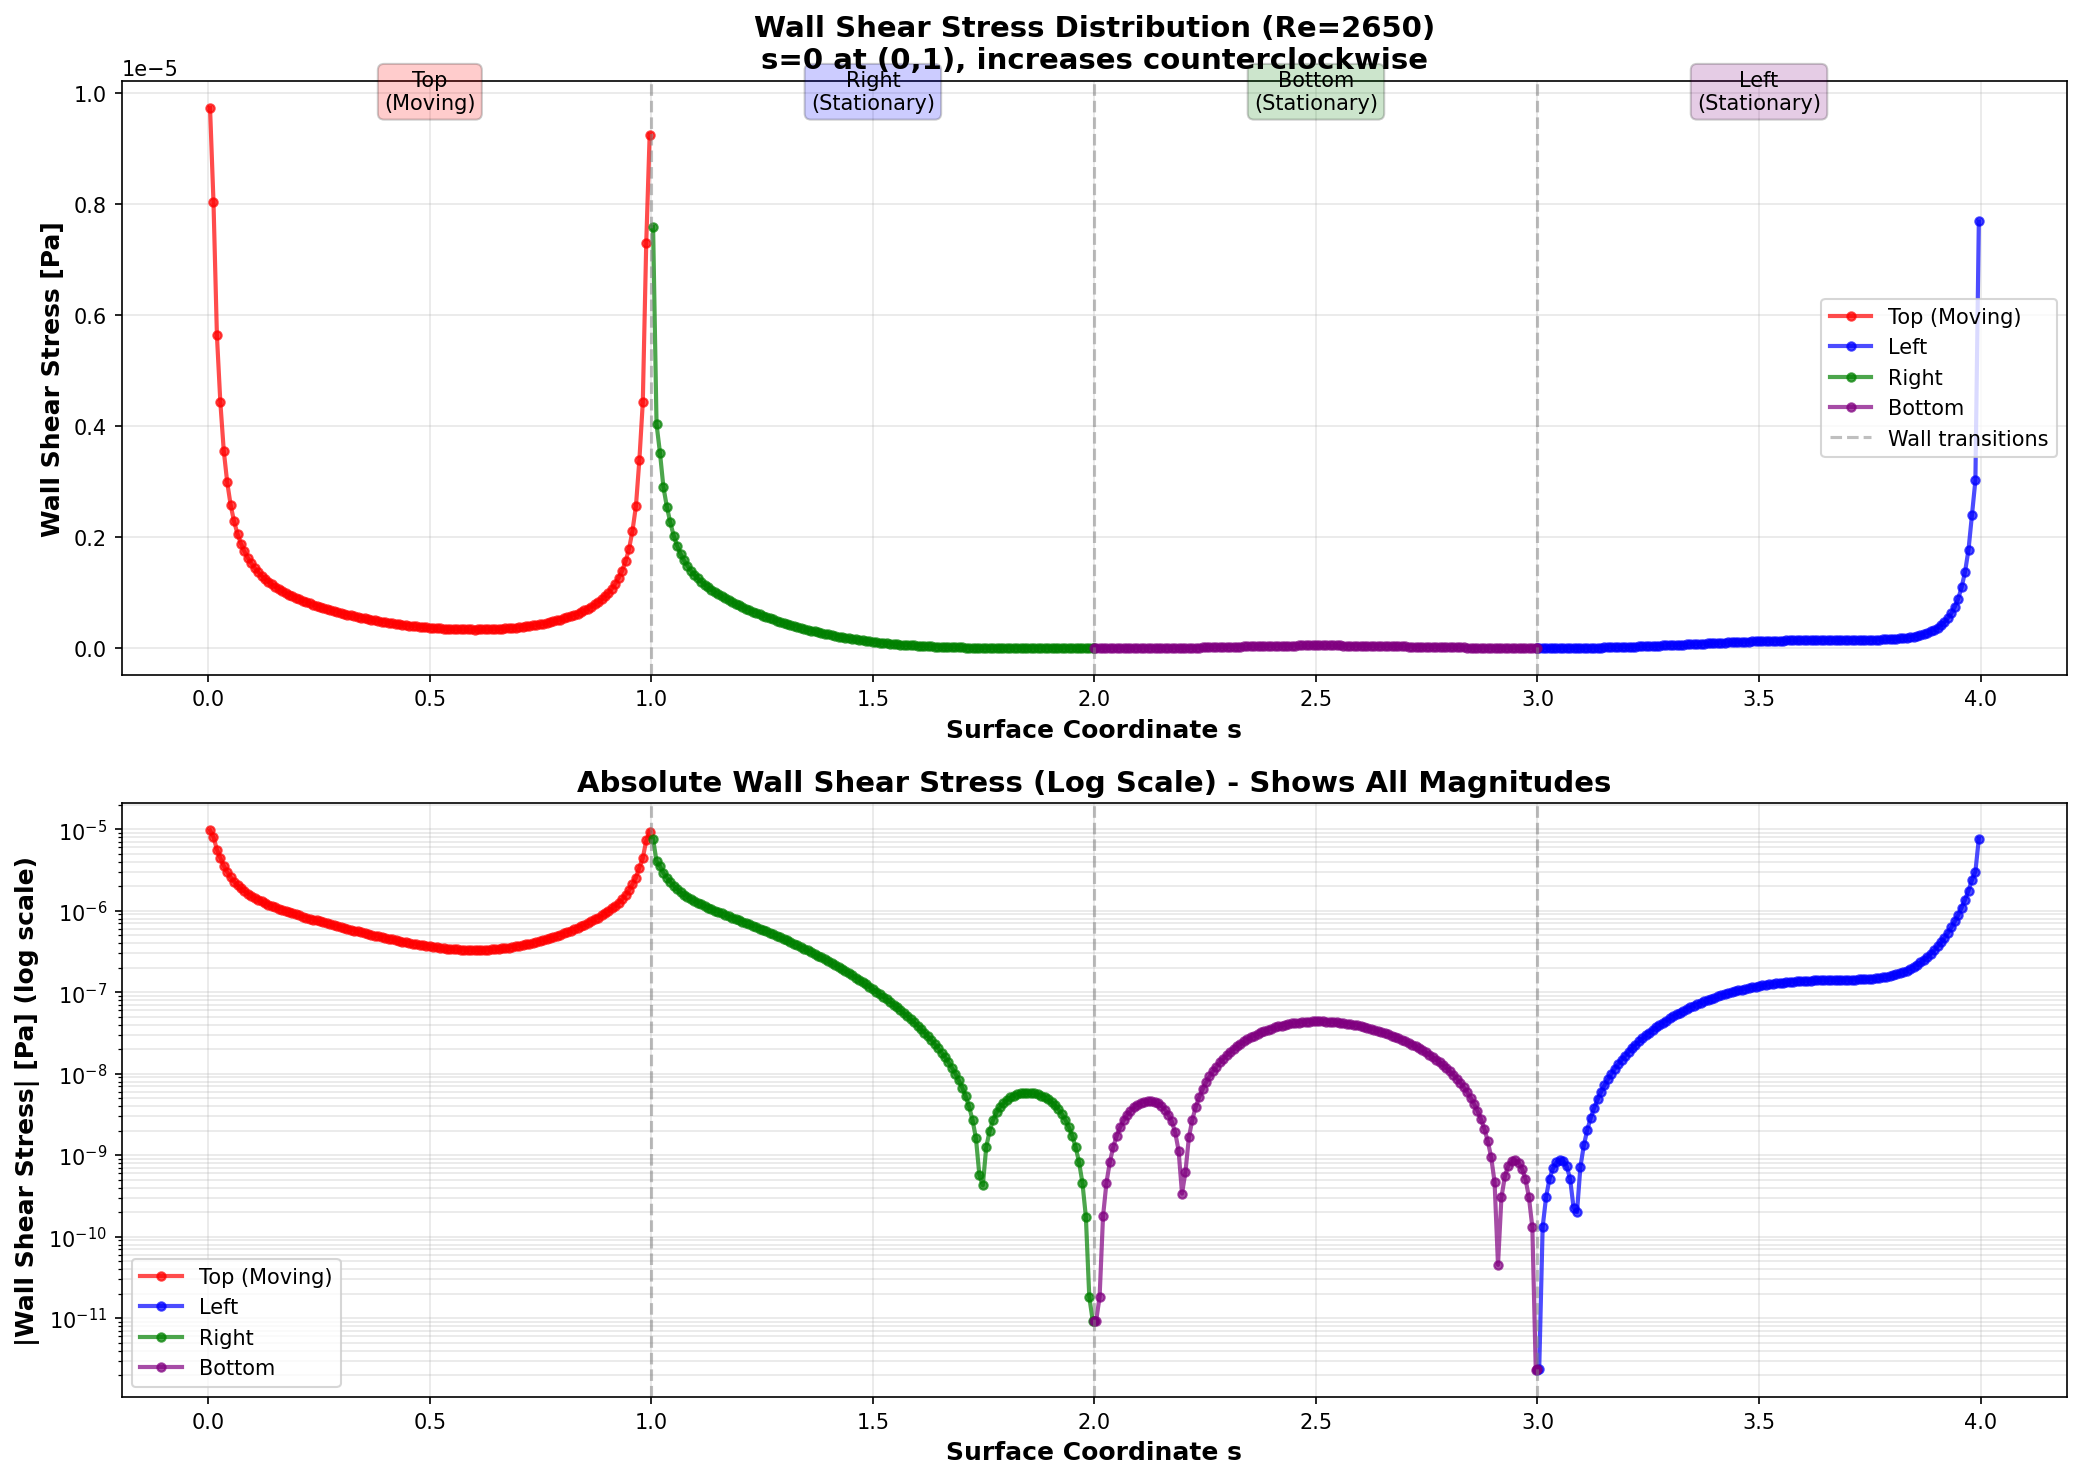 Wall Shear Stress Distribution (Re=2650)
s=0 at (0,1), increases counterclockwise
1e−5
Top
(Moving)
Right
(Stationary)
Bottom
(Stationary)
Left
(Stationary)
Wall Shear Stress [Pa]
1.0
0.8
0.6
0.4
0.2
0.0
Top (Moving)
Left
Right
Bottom
Wall transitions
0.0 0.5 1.0 1.5 2.0 2.5 3.0 3.5 4.0
Surface Coordinate s
Absolute Wall Shear Stress (Log Scale) - Shows All Magnitudes
|Wall Shear Stress| [Pa] (log scale)
10⁻⁵
10⁻⁶
10⁻⁷
10⁻⁸
10⁻⁹
10⁻¹⁰
10⁻¹¹
Top (Moving)
Left
Right
Bottom
0.0 0.5 1.0 1.5 2.0 2.5 3.0 3.5 4.0
Surface Coordinate s